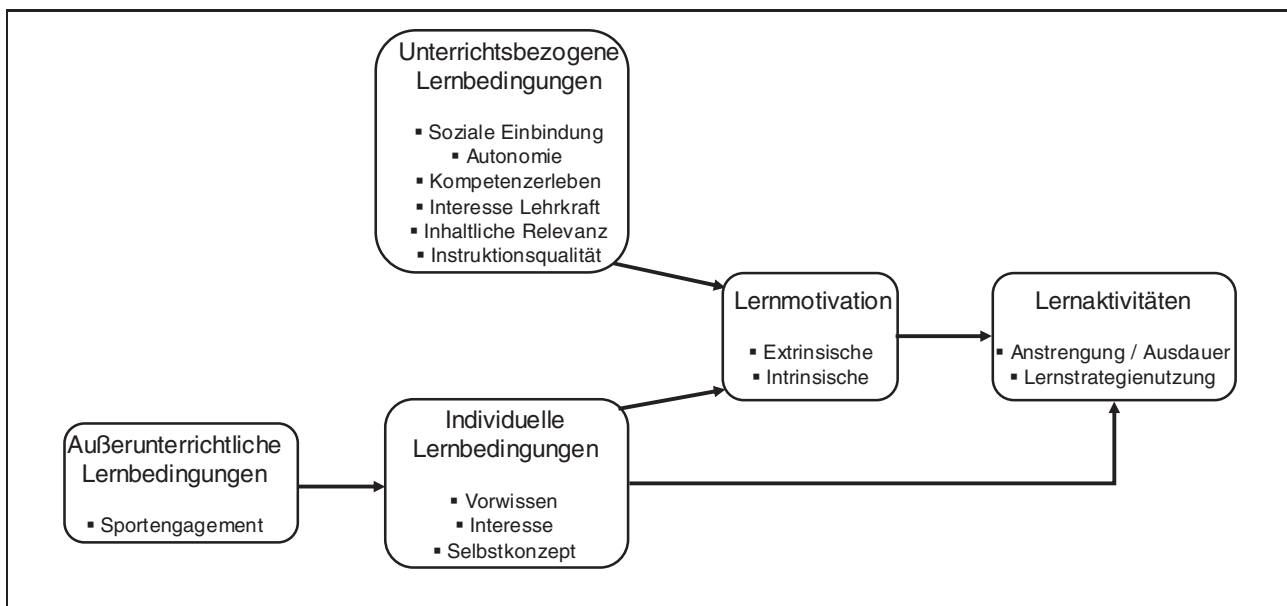 Unterrichtsbezogene
Lernbedingungen
▪ Soziale Einbindung
▪ Autonomie
▪ Kompetenzerleben
▪ Interesse Lehrkraft
▪ Inhaltliche Relevanz
▪ Instruktionsqualität
Lernmotivation
▪ Extrinsische
▪ Intrinsische
Lernaktivitäten
▪ Anstrengung / Ausdauer
▪ Lernstrategienutzung
Außerunterrichtliche
Lernbedingungen
▪ Sportengagement
Individuelle
Lernbedingungen
▪ Vorwissen
▪ Interesse
▪ Selbstkonzept